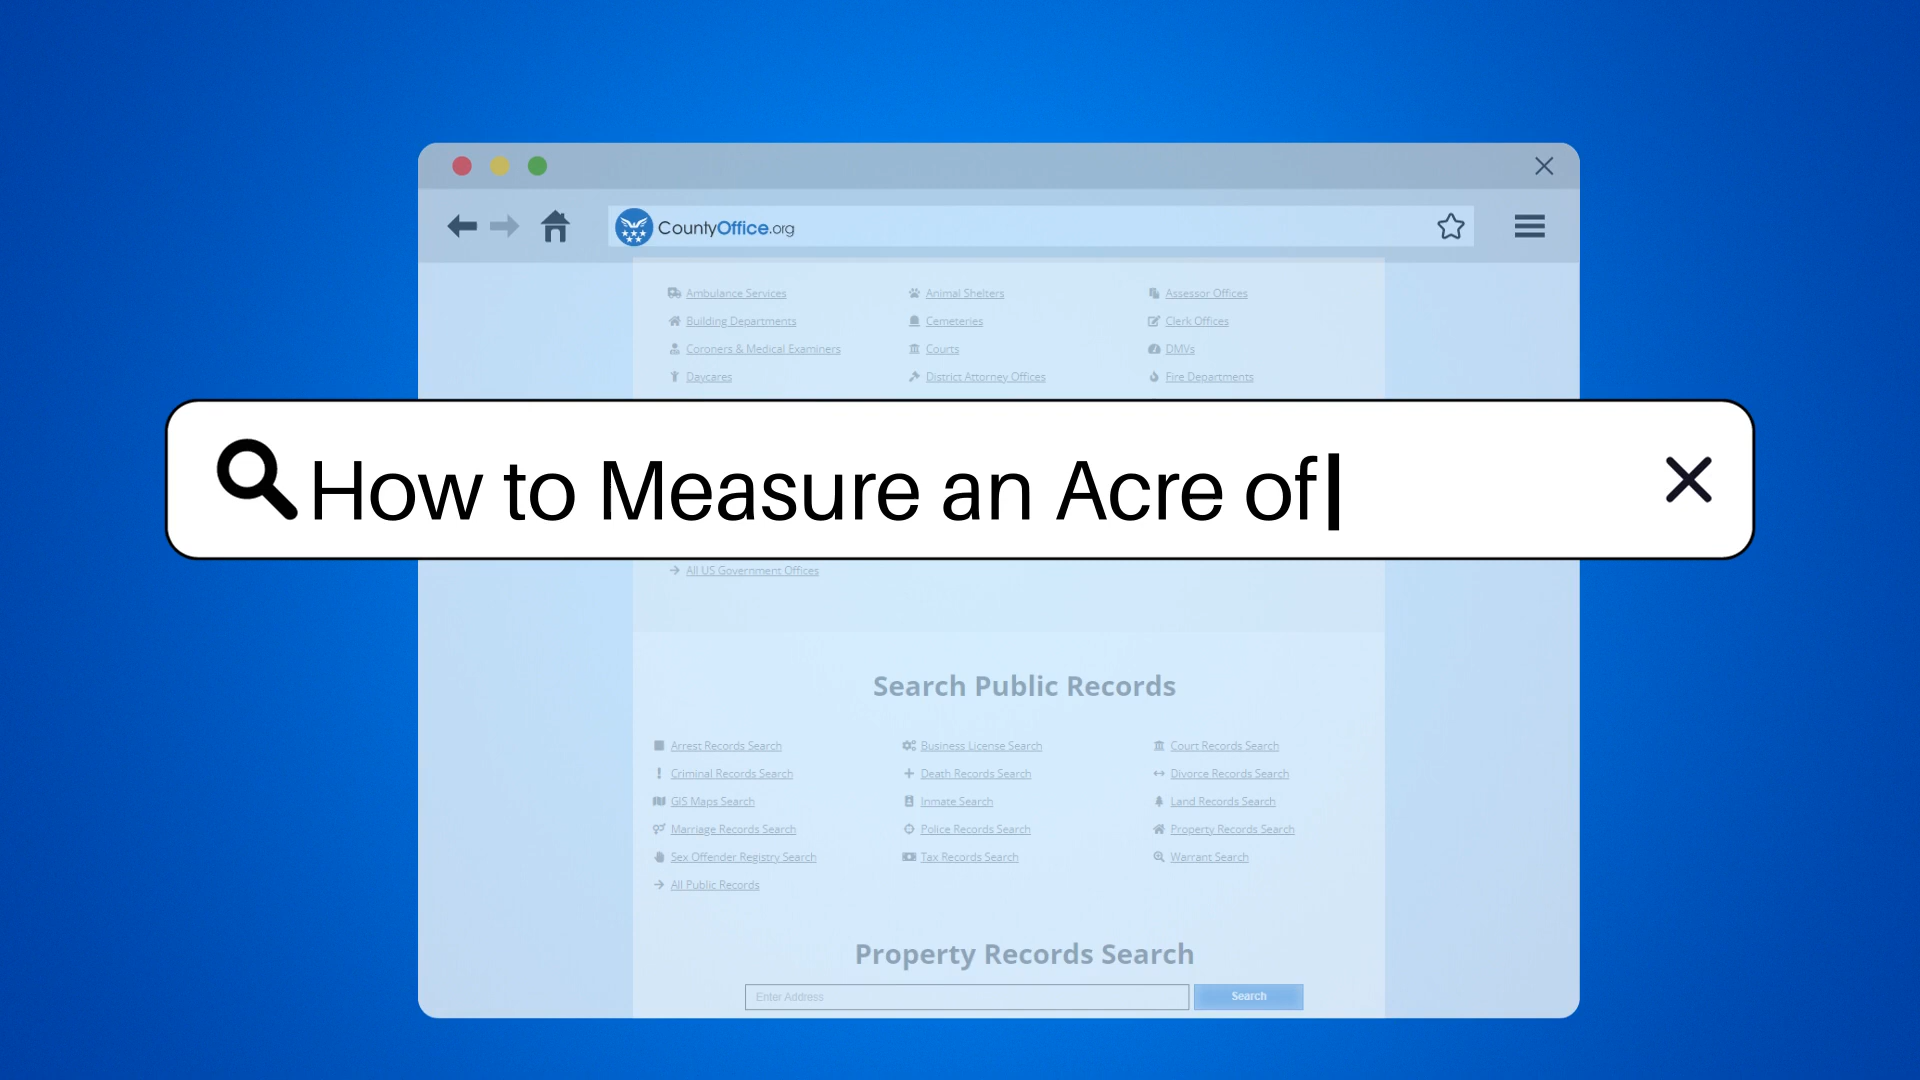 CountyOffice.org
Ambulance Services Animal Shelters Assessor Offices
Building Departments Cemeteries Clerk Offices
Coroners & Medical Examiners Courts DMVs
Daycares District Attorney Offices Fire Departments
How to Measure an Acre of
All US Government Offices
Search Public Records
Arrest Records Search Business License Search Court Records Search
Criminal Records Search Death Records Search Divorce Records Search
GIS Maps Search Inmate Search Land Records Search
Marriage Records Search Police Records Search Property Records Search
Sex Offender Registry Search Tax Records Search Warrant Search
All Public Records
Property Records Search
Enter Address Search